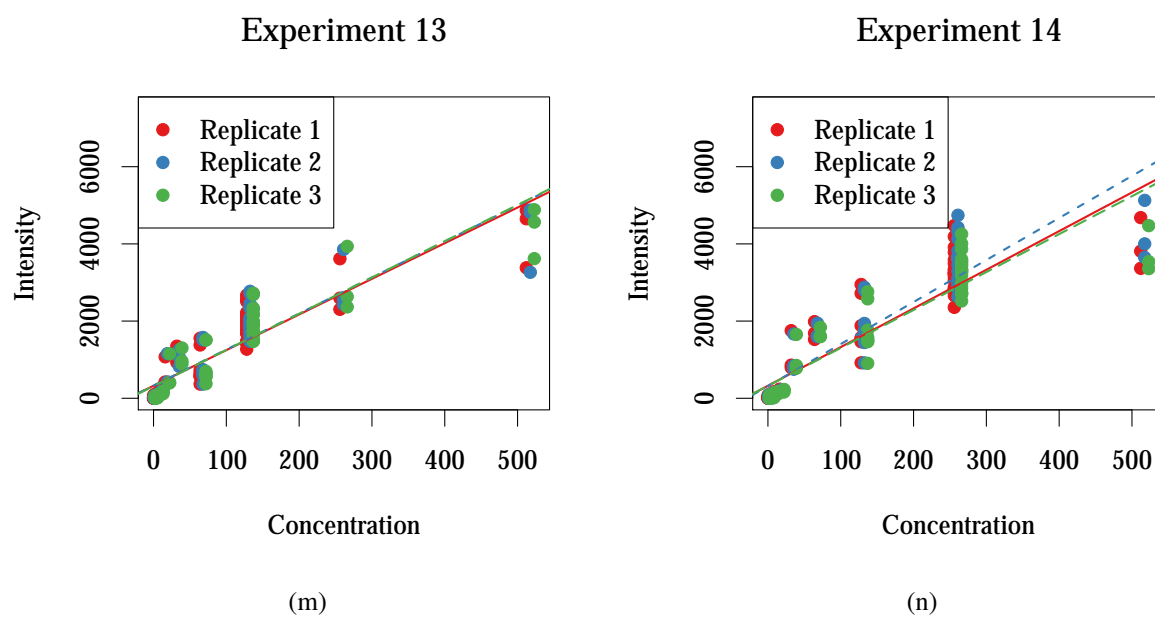 Experiment 13
Replicate 1
Replicate 2
Replicate 3
Intensity
0 2000 4000 6000
0 100 200 300 400 500
Concentration
(m)
Experiment 14
Replicate 1
Replicate 2
Replicate 3
Intensity
0 2000 4000 6000
0 100 200 300 400 500
Concentration
(n)